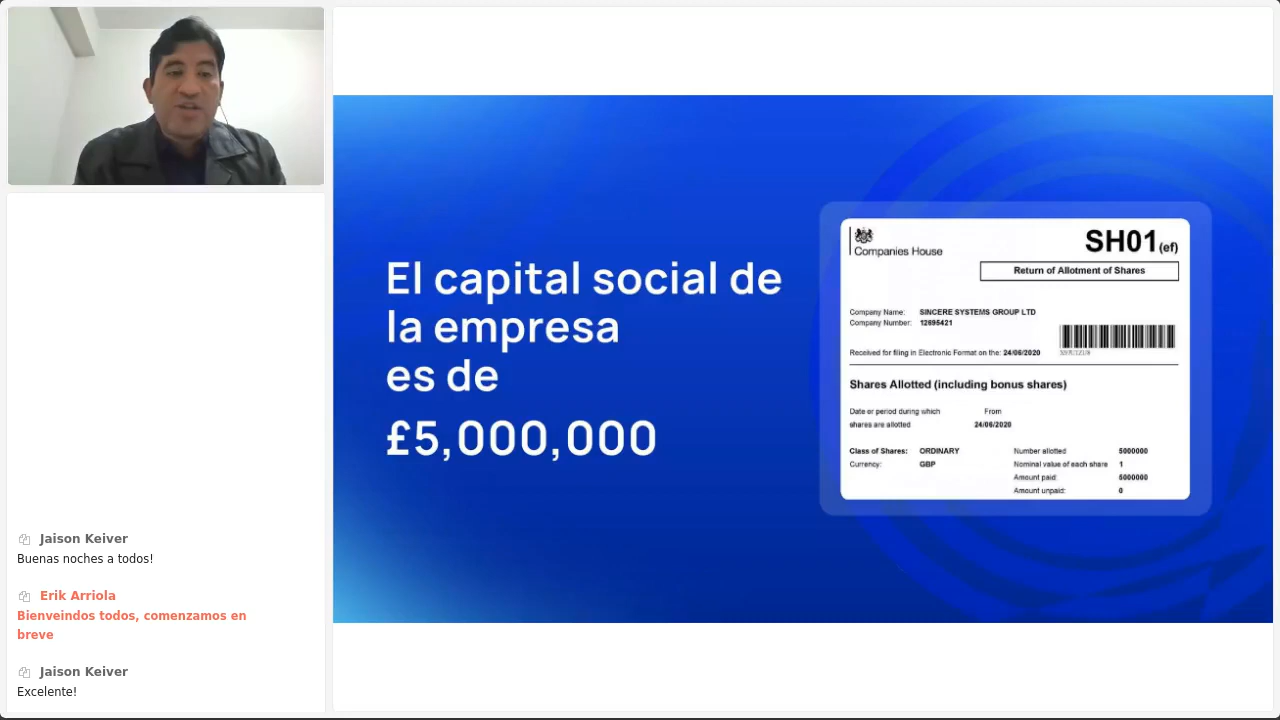 El capital social de
la empresa
es de
£5,000,000
Companies House
SH01(ef)
Return of Allotment of Shares
Company Name: SINCERE SYSTEMS GROUP LTD
Company Number: 12695421
Received for filing in Electronic Format on the: 24/06/2020
Shares Allotted (including bonus shares)
Date or period during which From
shares are allotted 24/06/2020
Class of Shares: ORDINARY Number allotted 5000000
Currency: GBP Nominal value of each share 1
Amount paid: 5000000
Amount unpaid: 0
Jaison Keiver
Buenas noches a todos!
Erik Arriola
Bienveindos todos, comenzamos en
breve
Jaison Keiver
Excelente!